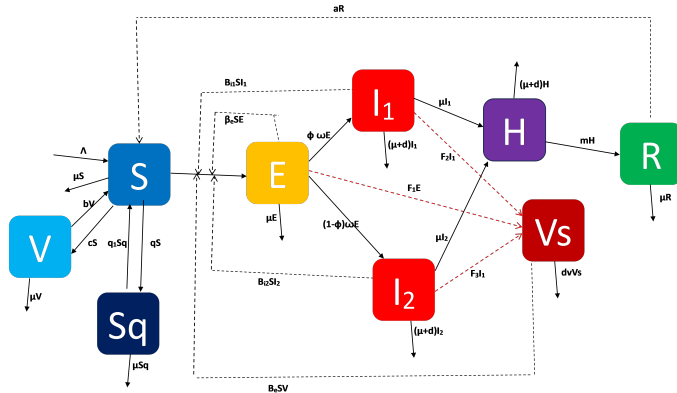 aR
Bᵢ₁SI₁
βₑSE
I₁
μI₁
(μ+d)H
H
mH
R
μR
Λ
S
μS
ϕ ωE
E
(μ+d)I₁
F₂I₁
F₁E
bV
V
cS
q₁Sq
qS
μE
(1-ϕ)ωE
μI₂
Vs
μV
Sq
Bᵢ₂SI₂
I₂
F₃I₁
dvVs
μSq
(μ+d)I₂
BₑSV